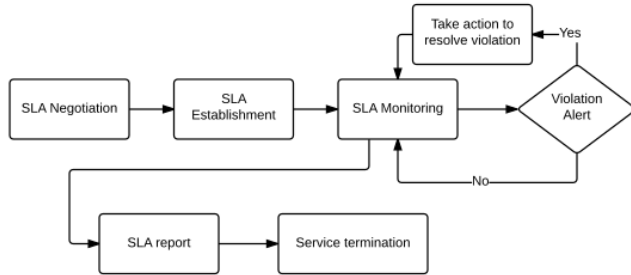 Take action to
resolve violation
Yes
SLA Negotiation
SLA
Establishment
SLA Monitoring
Violation
Alert
No
SLA report
Service termination